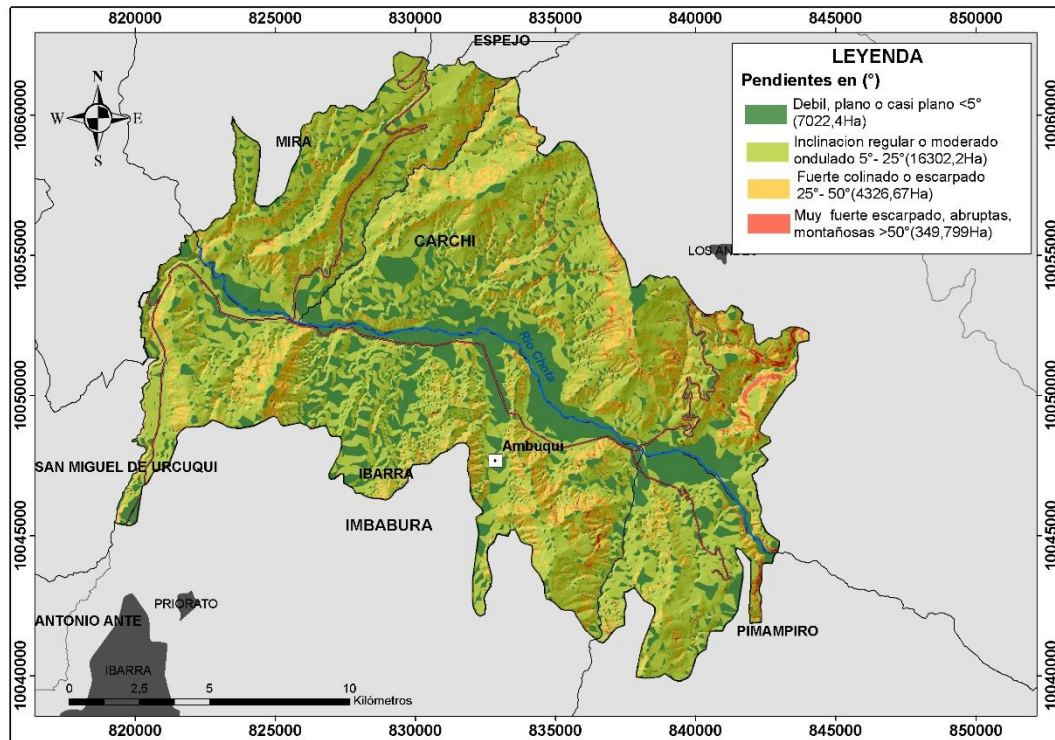 820000 825000 830000 835000 840000 845000 850000
ESPEJO
LEYENDA
Pendientes en (°)
Debil, plano o casi plano <5°
(7022,4Ha)
Inclinacion regular o moderado
ondulado 5°- 25°(16302,2Ha)
Fuerte colinado o escarpado
25°- 50°(4326,67Ha)
Muy fuerte escarpado, abruptas,
montañosas >50°(349,799Ha)
N
W E
S
10060000 10060000
MIRA
CARCHI
LOS
10055000 10055000
Rio Chota
10050000 10050000
Ambuqui
SAN MIGUEL DE URCUQUI
IBARRA
IMBABURA
10045000 10045000
PRIORATO
ANTONIO ANTE
PIMAMPIRO
IBARRA
10040000 10040000
0 2,5 5 10
Kilómetros
820000 825000 830000 835000 840000 845000 850000